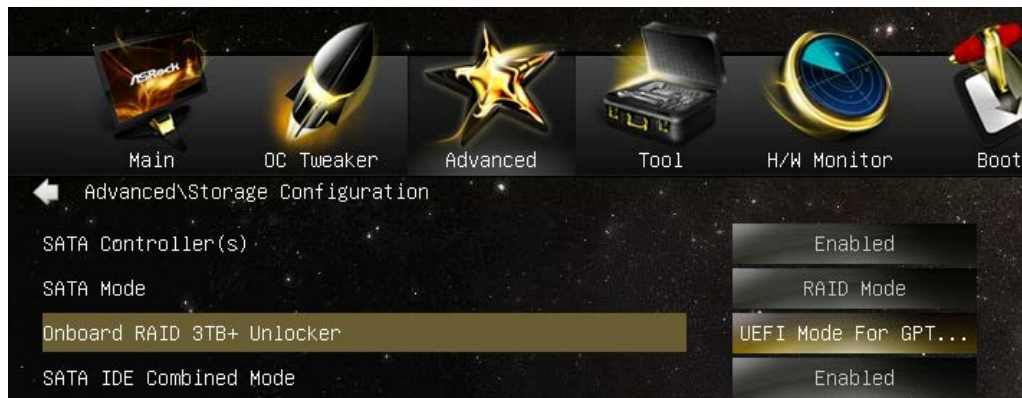 ASRock
Main OC Tweaker Advanced Tool H/W Monitor Boot
Advanced\Storage Configuration
SATA Controller(s) Enabled
SATA Mode RAID Mode
Onboard RAID 3TB+ Unlocker UEFI Mode For GPT...
SATA IDE Combined Mode Enabled